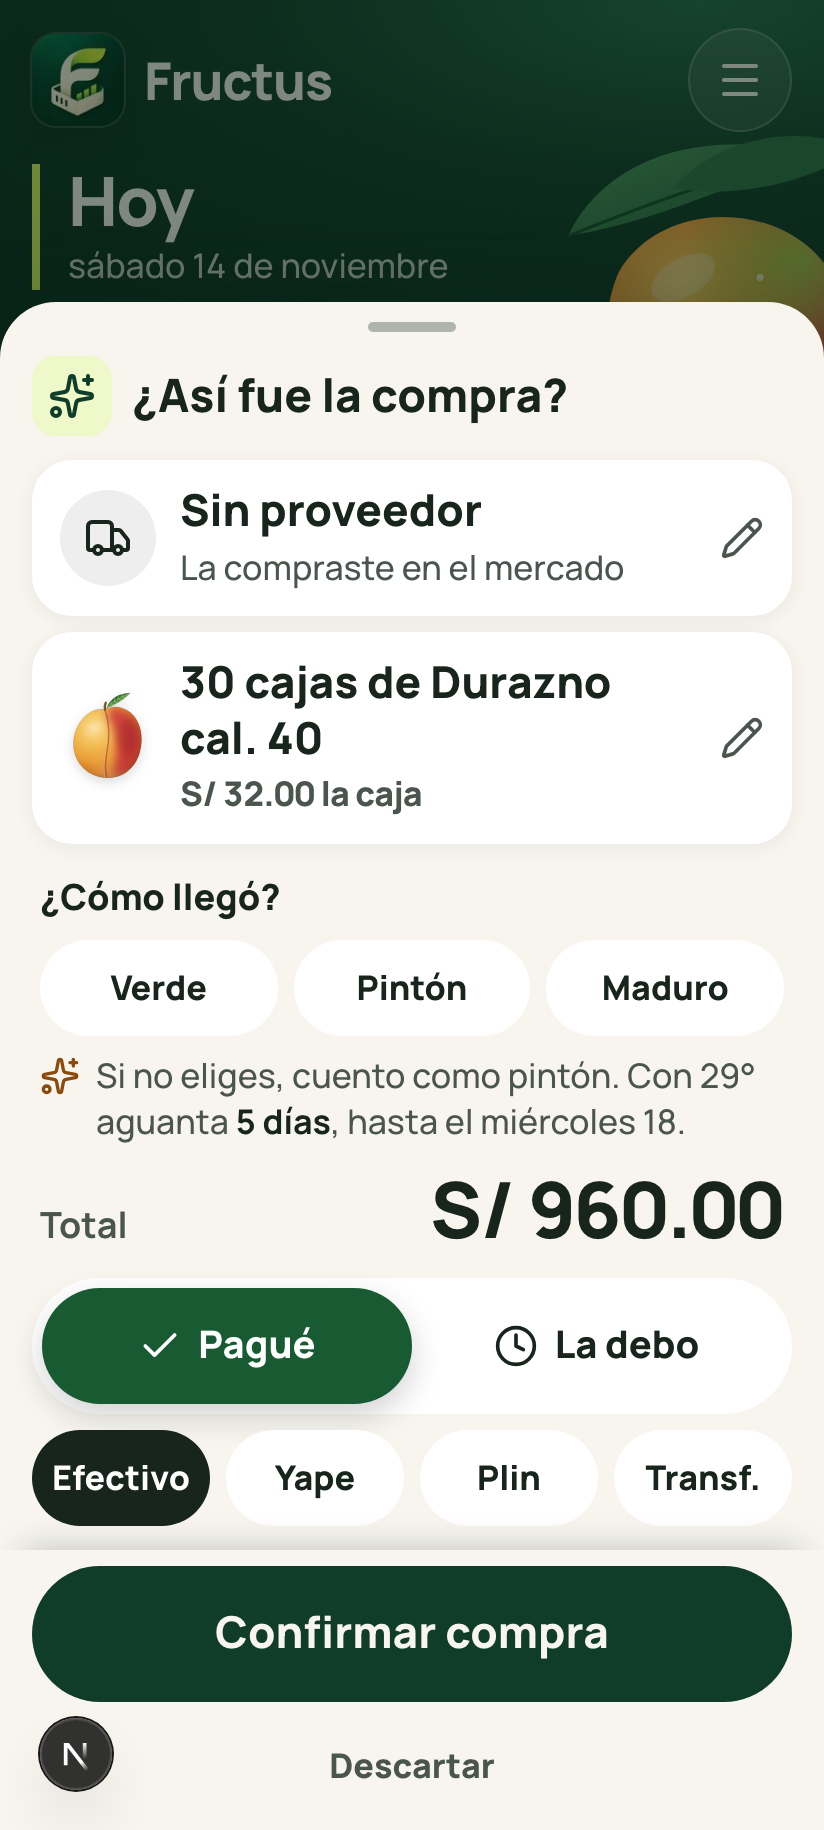 Fructus
Hoy
sábado 14 de noviembre
¿Así fue la compra?
Sin proveedor
La compraste en el mercado
30 cajas de Durazno
cal. 40
S/ 32.00 la caja
¿Cómo llegó?
Verde
Pintón
Maduro
Si no eliges, cuento como pintón. Con 29°
aguanta 5 días, hasta el miércoles 18.
Total
S/ 960.00
Pagué
La debo
Efectivo
Yape
Plin
Transf.
Confirmar compra
N
Descartar